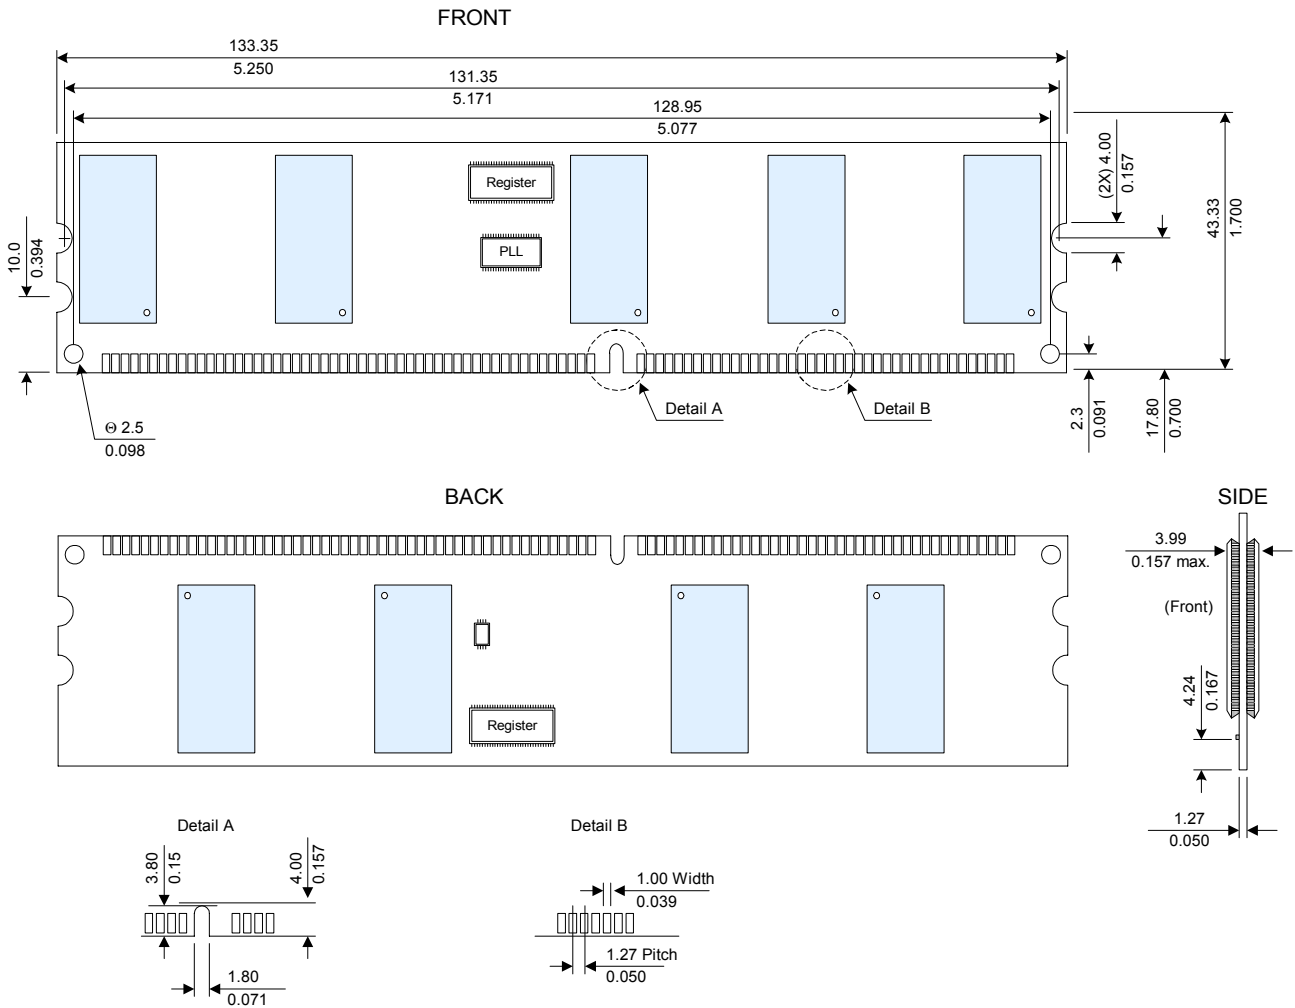 FRONT
133.35
5.250
131.35
5.171
128.95
5.077
Register
PLL
(2X) 4.00
0.157
43.33
1.700
10.0
0.394
Detail A
Detail B
2.3
0.091
17.80
0.700
Θ 2.5
0.098
BACK
SIDE
Register
3.99
0.157 max.
(Front)
4.24
0.167
1.27
0.050
Detail A
3.80
0.15
4.00
0.157
1.80
0.071
Detail B
1.00 Width
0.039
1.27 Pitch
0.050